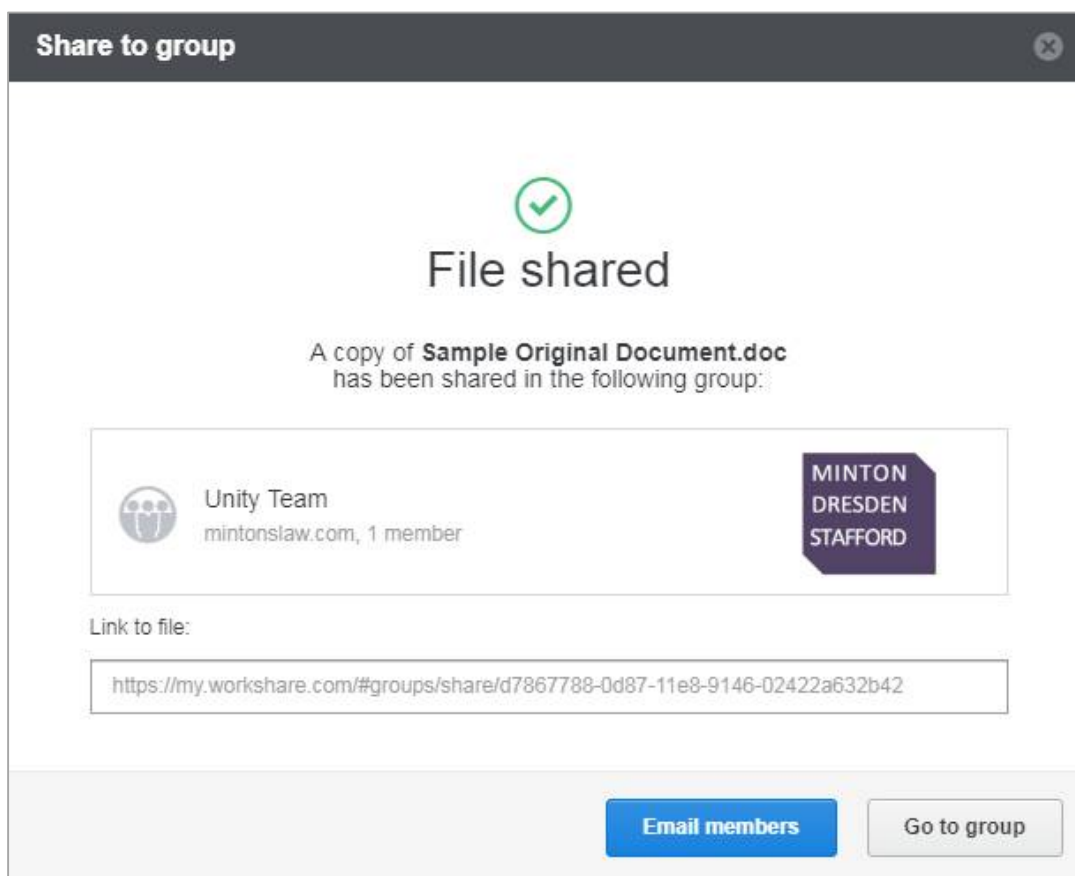 Share to group
File shared
A copy of Sample Original Document.doc
has been shared in the following group:
Unity Team
mintonslaw.com, 1 member
MINTON
DRESDEN
STAFFORD
Link to file:
https://my.workshare.com/#groups/share/d7867788-0d87-11e8-9146-02422a632b42
Email members
Go to group